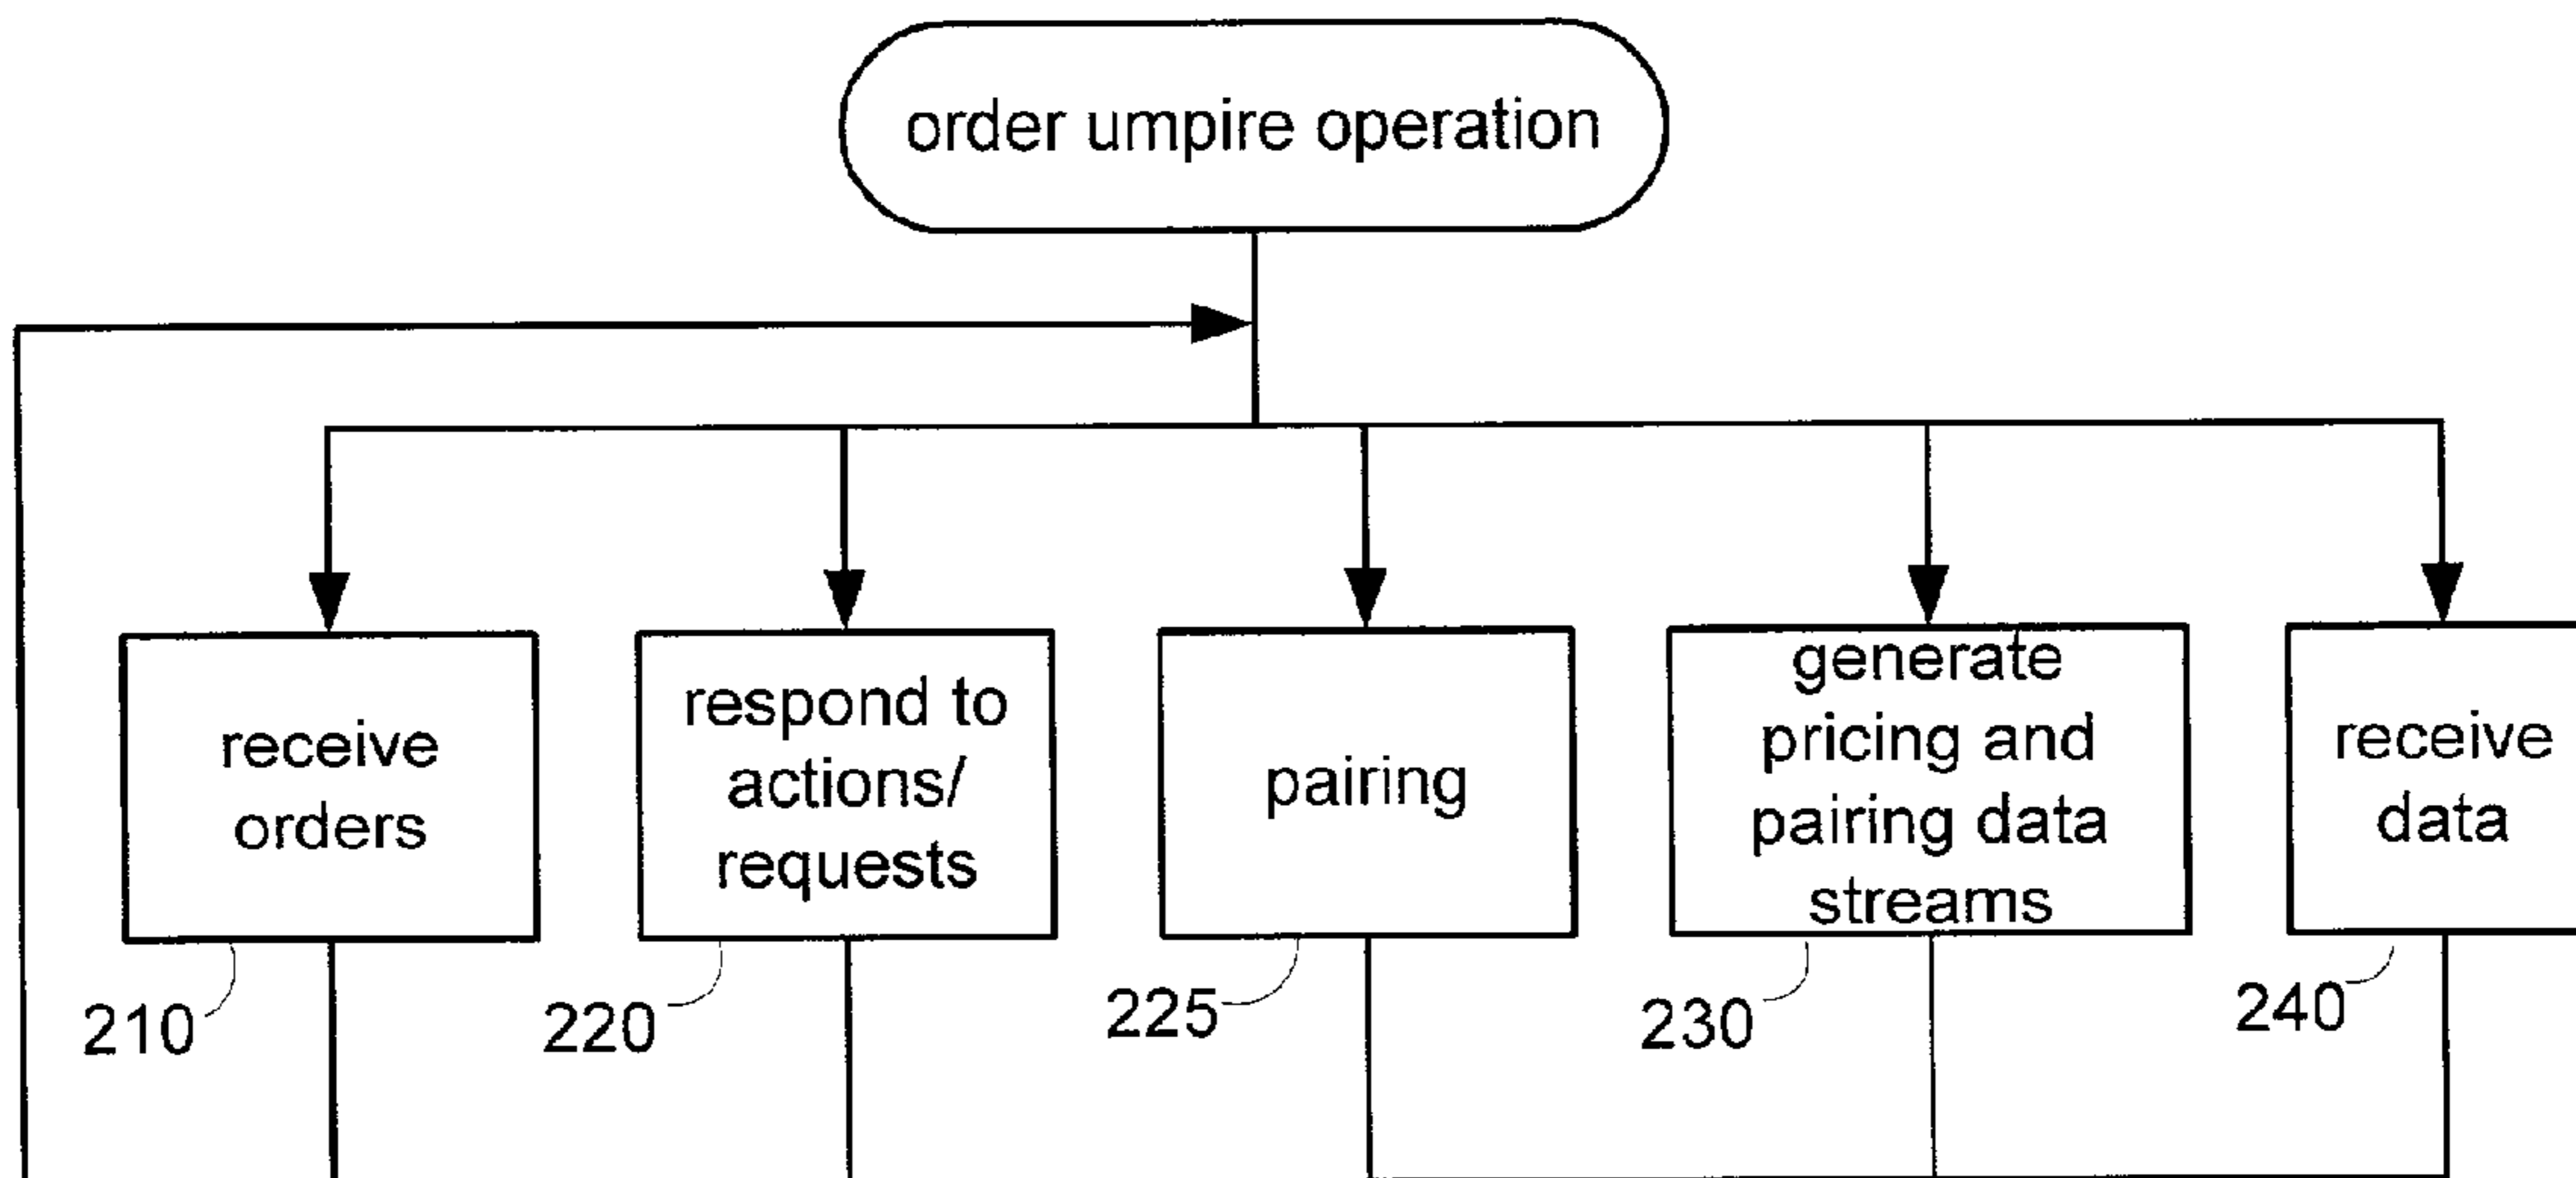 order umpire operation
receive
orders
respond to
actions/
requests
pairing
generate
pricing and
pairing data
streams
receive
data
210
220
225
230
240